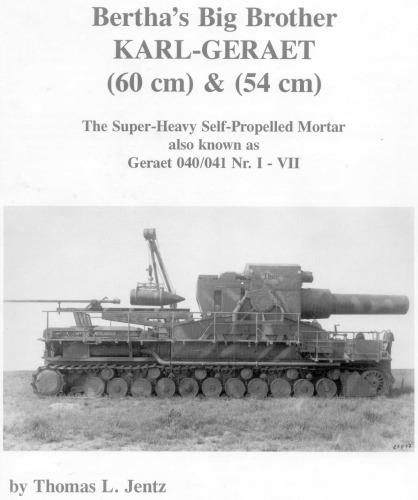 Bertha's Big Brother
KARL-GERAET
(60 cm) & (54 cm)
The Super-Heavy Self-Propelled Mortar
also known as
Geraet 040/041 Nr. I - VII
by Thomas L. Jentz